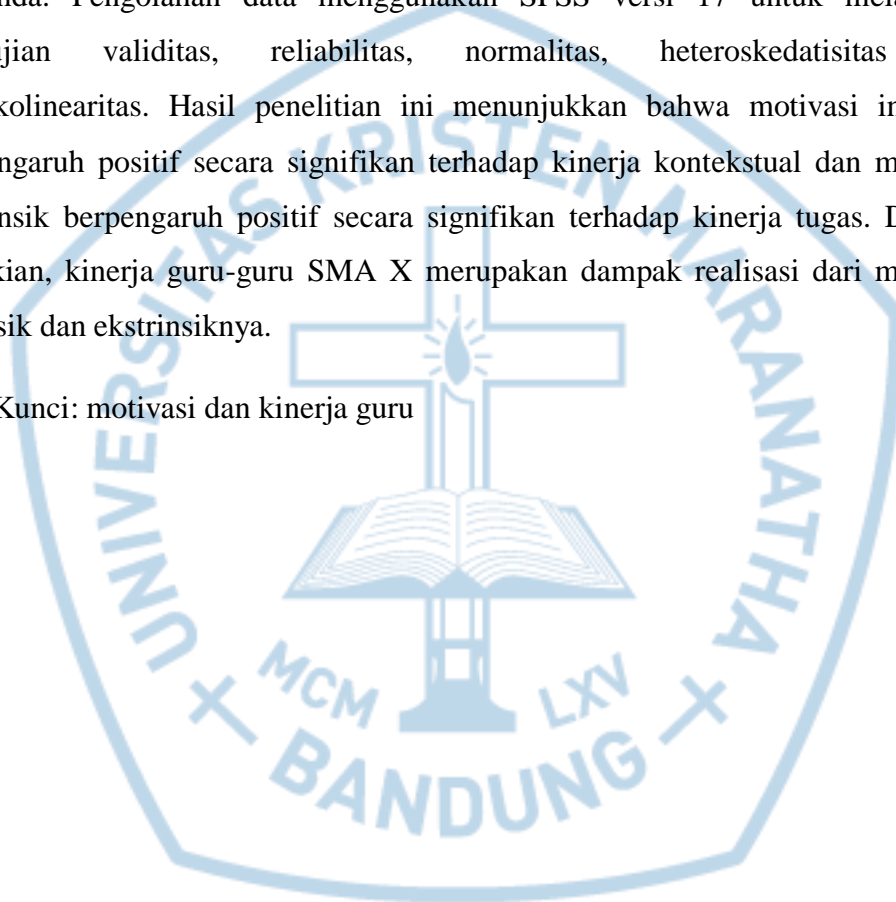 nda. Pengolahan data menggunakan SPSS versi 17 untuk mela
jian validitas, reliabilitas, normalitas, heteroskedatisitas
kolinearitas. Hasil penelitian ini menunjukkan bahwa motivasi in
ngaruh positif secara signifikan terhadap kinerja kontekstual dan m
nsik berpengaruh positif secara signifikan terhadap kinerja tugas. D
kian, kinerja guru-guru SMA X merupakan dampak realisasi dari m
sik dan ekstrinsiknya.
Kunci: motivasi dan kinerja guru
UNIVERSITAS KRISTEN MARANATHA
MCM LXV
BANDUNG